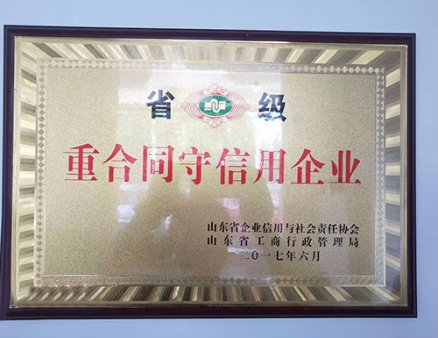 省级
重合同守信用企业
山东省企业信用与社会责任协会
山东省工商行政管理局
二0一七年六月